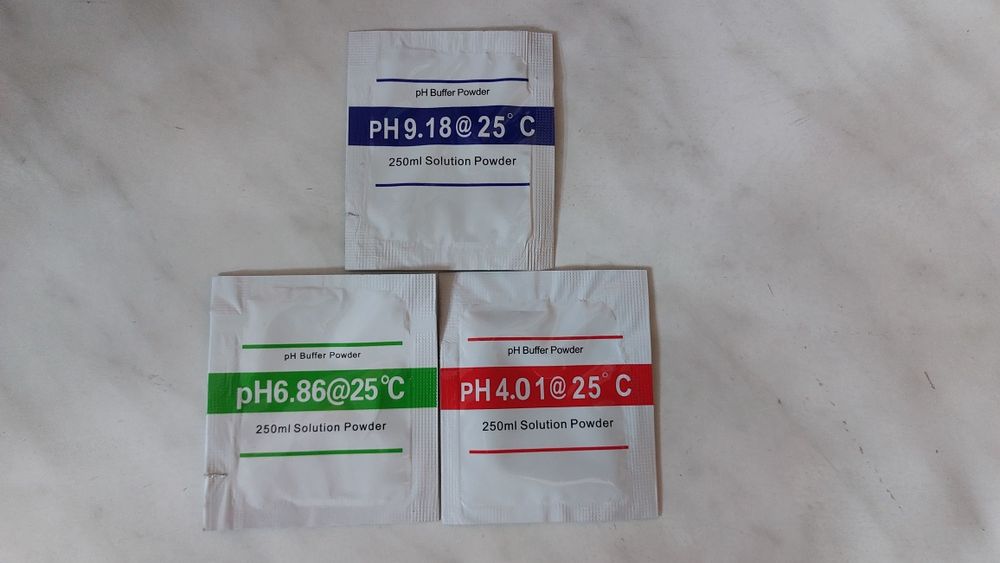 pH Buffer Powder
PH 9.18 @ 25° C
250ml Solution Powder
pH Buffer Powder
pH6.86@25℃
250ml Solution Powder
pH Buffer Powder
PH 4.01 @ 25° C
250ml Solution Powder